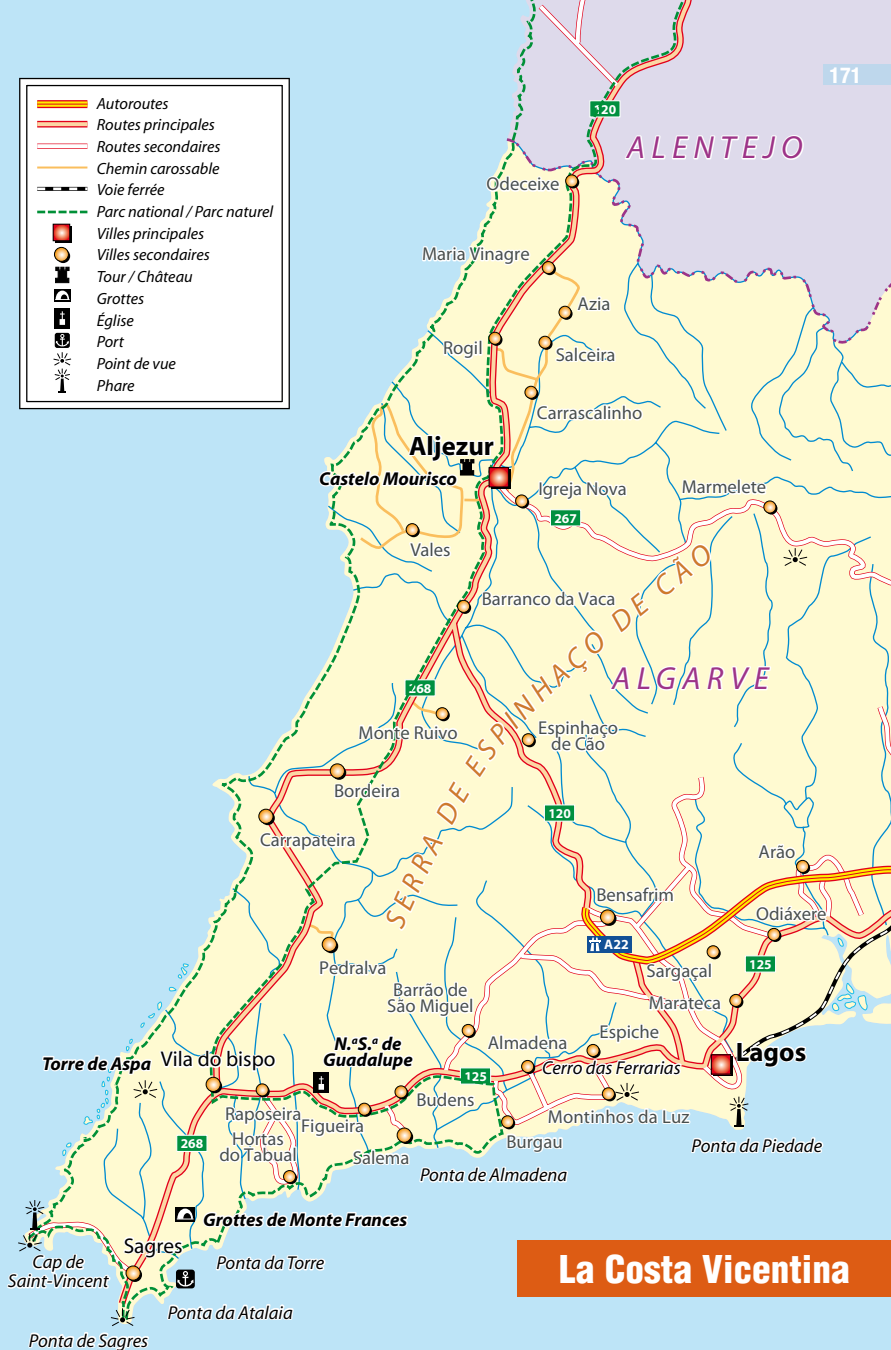 171
120
ALENTEJO
Autoroutes
Routes principales
Routes secondaires
Chemin carossable
Voie ferrée
Parc national / Parc naturel
Villes principales
Villes secondaires
Tour / Château
Grottes
Église
Port
Point de vue
Phare
Odeceixe
Maria Vinagre
Azia
Rogil
Salceira
Carrascalinho
Aljezur
Castelo Mourisco
Igreja Nova
Marmelete
267
Vales
Barranco da Vaca
SERRA DE ESPINHAÇO DE CÃO
ALGARVE
268
Monte Ruivo
Espinhaço
de Cão
Bordeira
120
Carrapateira
Arão
Bensafrim
Odiáxere
A22
Pedralva
Sargaçal
125
Barrão de
São Miguel
Marateca
Espiche
Almadena
N.ªS.ª de
Guadalupe
Torre de Aspa
Vila do bispo
Lagos
Cerro das Ferrarias
125
Budens
Raposeira
Figueira
Montinhos da Luz
Hortas
do Tabual
268
Salema
Burgau
Ponta da Piedade
Ponta de Almadena
Grottes de Monte Frances
Sagres
Ponta da Torre
Cap de
Saint-Vincent
La Costa Vicentina
Ponta da Atalaia
Ponta de Sagres